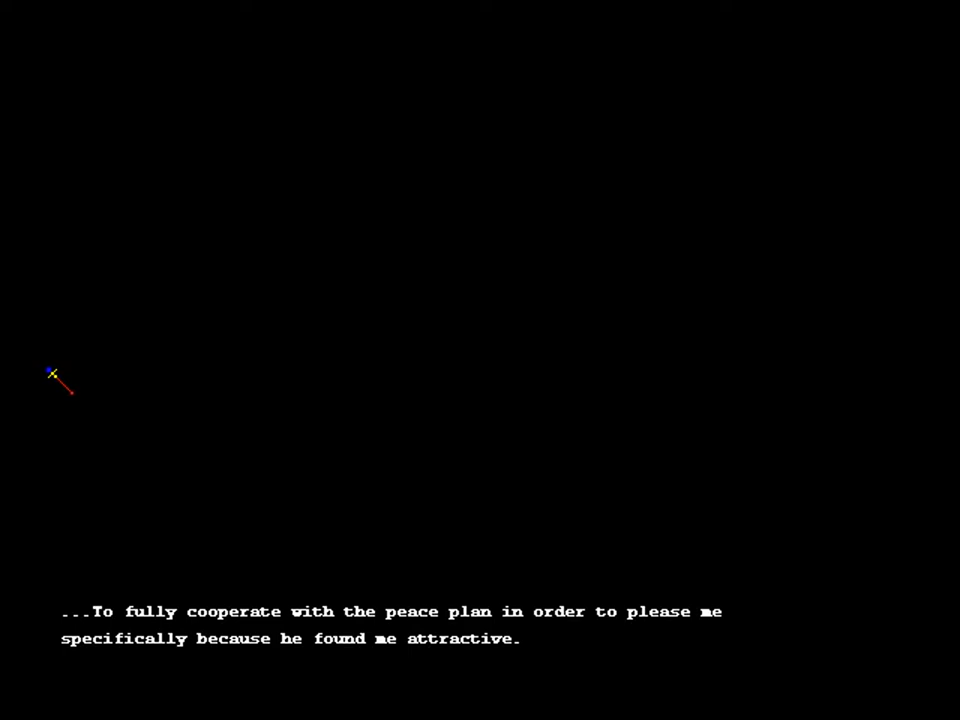 ...To fully cooperate with the peace plan in order to please me
specifically because he found me attractive.